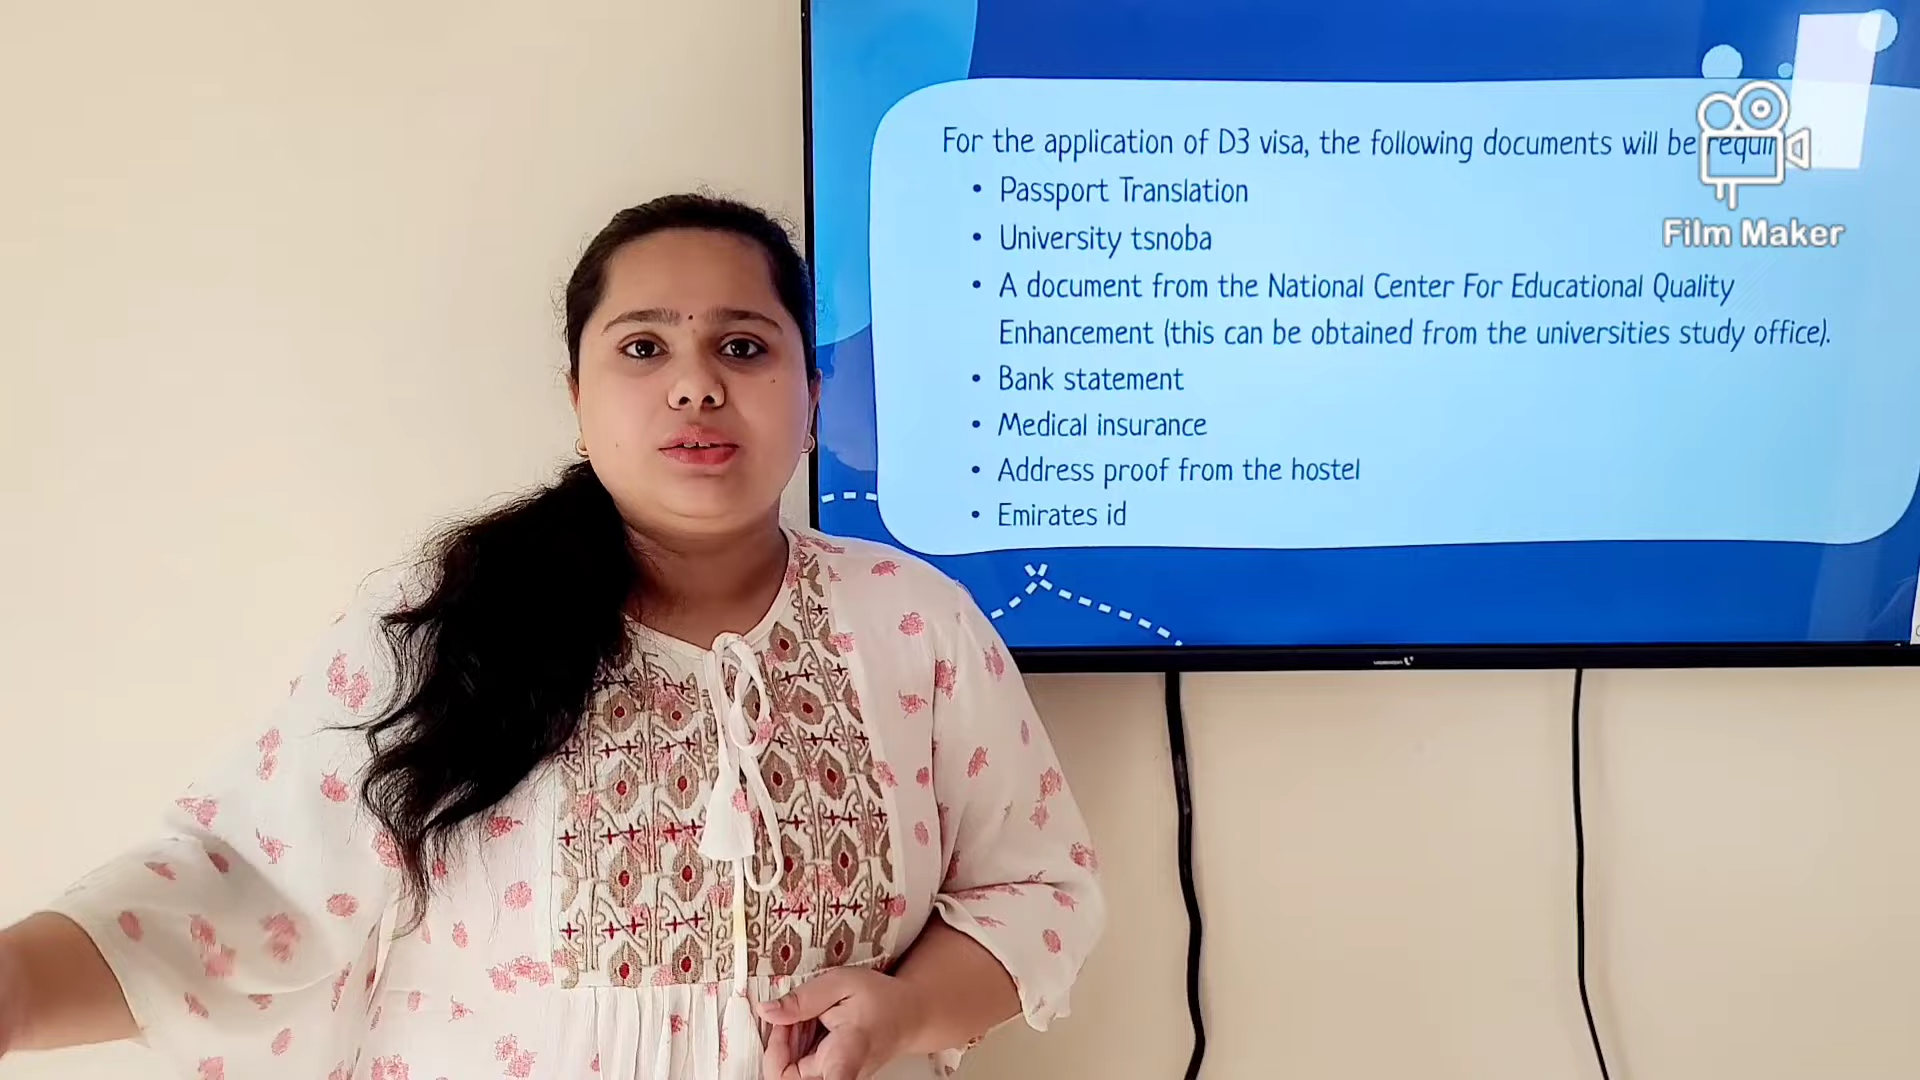 For the application of D3 visa, the following documents will be
• Passport Translation
• University tsnoba
• A document from the National Center For Educational Quality
Enhancement (this can be obtained from the universities study office).
• Bank statement
• Medical insurance
• Address proof from the hostel
• Emirates id
Film Maker